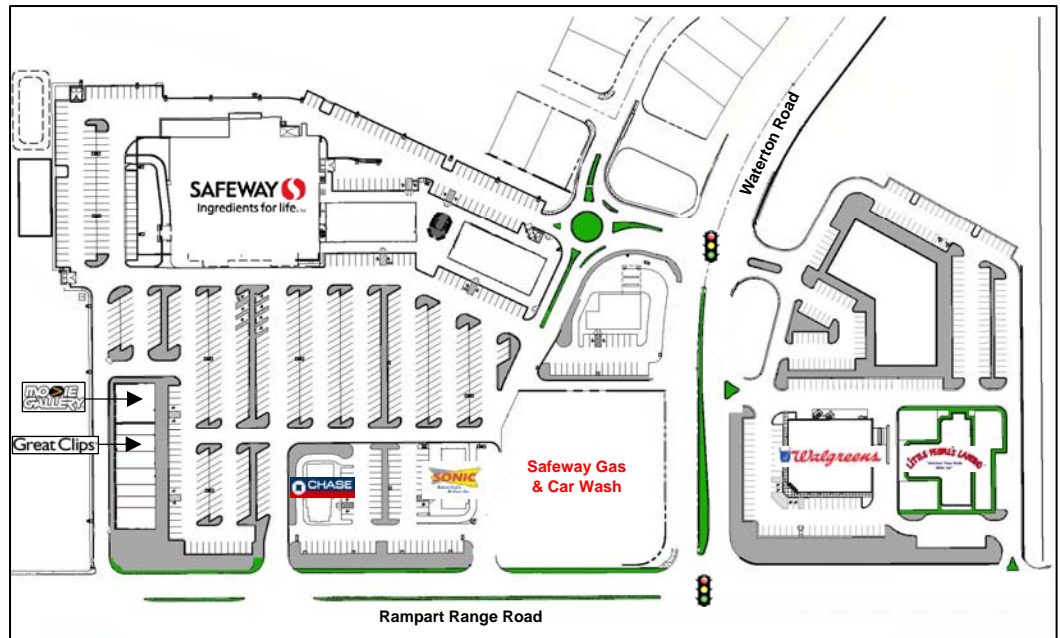 Waterton Road
SAFEWAY
Ingredients for life.
MOVIE
GALLERY
Great Clips
CHASE
SONIC
Safeway Gas
& Car Wash
Walgreens
LITTLE PEOPLE'S LANDING
Rampart Range Road